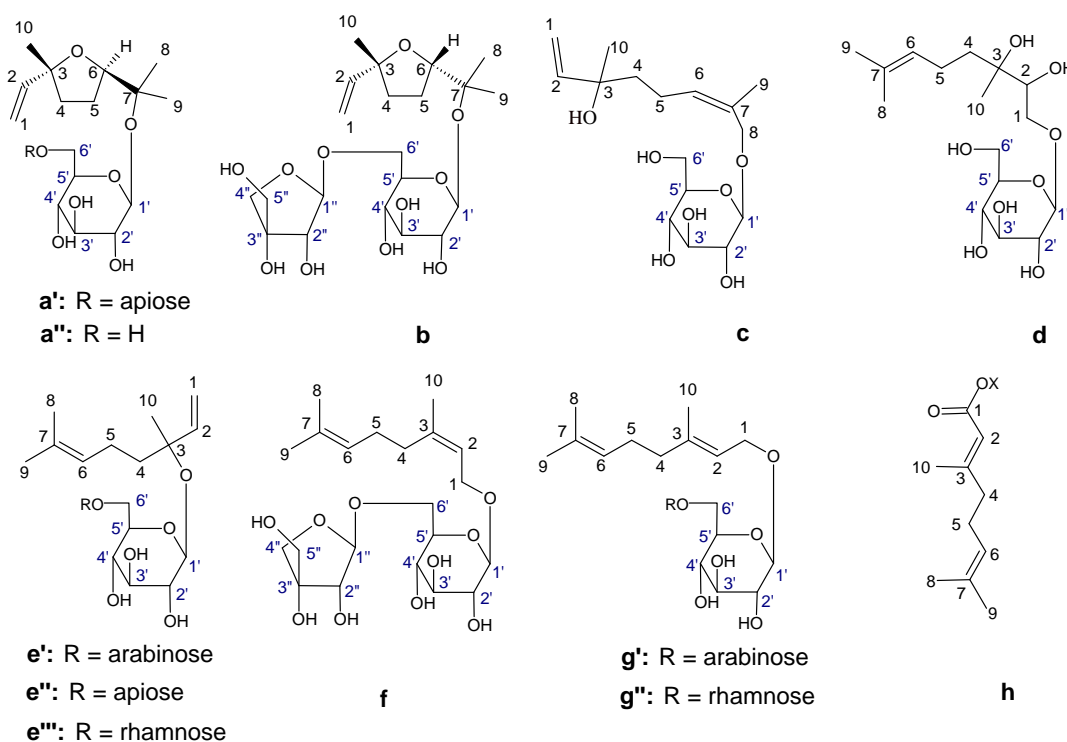 10 H 8 O 3 6 2 7 9 4 5 1 RO 6' 5' O O 4' OH 1' OH 3' 2' OH
a': R = apiose
a'': R = H
10 H 8 O 3 6 2 7 9 4 5 1 O 6' HO O 5' O O 4'' 5'' 1'' 4' OH 1' 3'' 2'' OH 3' 2' OH OH HO
b
1 10 4 6 9 2 3 5 7 HO 8 HO 6' O 5' O 4' OH 1' HO 3' 2' OH
c
9 6 4 HO 3 2 OH 7 5 8 10 1 HO 6' O 5' O 4' OH 1' OH 3' 2' OH
d
8 10 1 7 5 3 2 9 6 4 O RO 6' 5' O 4' OH 1' OH 3' 2' OH
e': R = arabinose
e'': R = apiose
e''': R = rhamnose
10 8 5 3 7 2 9 6 4 1 O O 6' HO O 5' O 4'' 5'' 1'' 4' OH 1' 3'' 2'' OH 3' 2' OH OH OH
f
10 8 5 3 1 7 9 6 4 2 O RO 6' 5' O 4' OH 1' OH 3' 2' HO
g': R = arabinose
g'': R = rhamnose
OX O 1 2 10 3 4 5 6 8 7 9
h